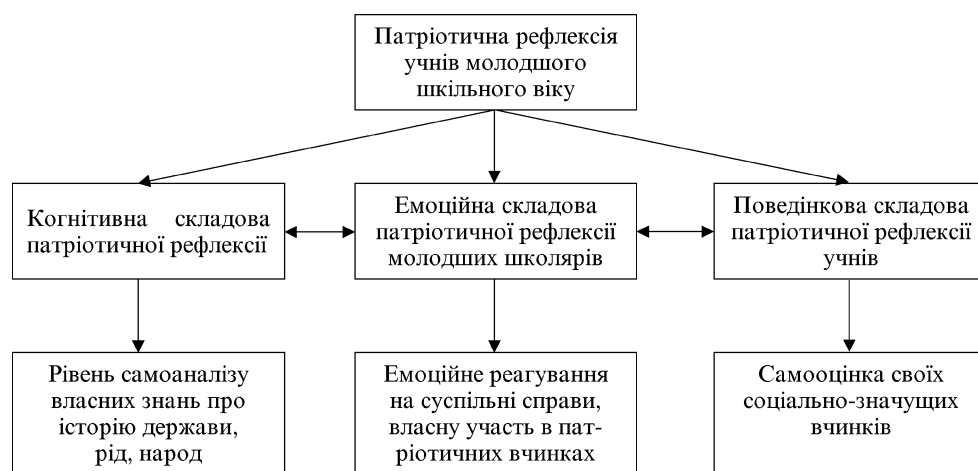 Патріотична рефлексія
учнів молодшого
шкільного віку
Когнітивна складова
патріотичної рефлексії
Емоційна складова
патріотичної рефлексії
молодших школярів
Поведінкова складова
патріотичної рефлексії
учнів
Рівень самоаналізу
власних знань про
історію держави,
рід, народ
Емоційне реагування
на суспільні справи,
власну участь в пат-
ріотичних вчинках
Самооцінка своїх
соціально-значущих
вчинків